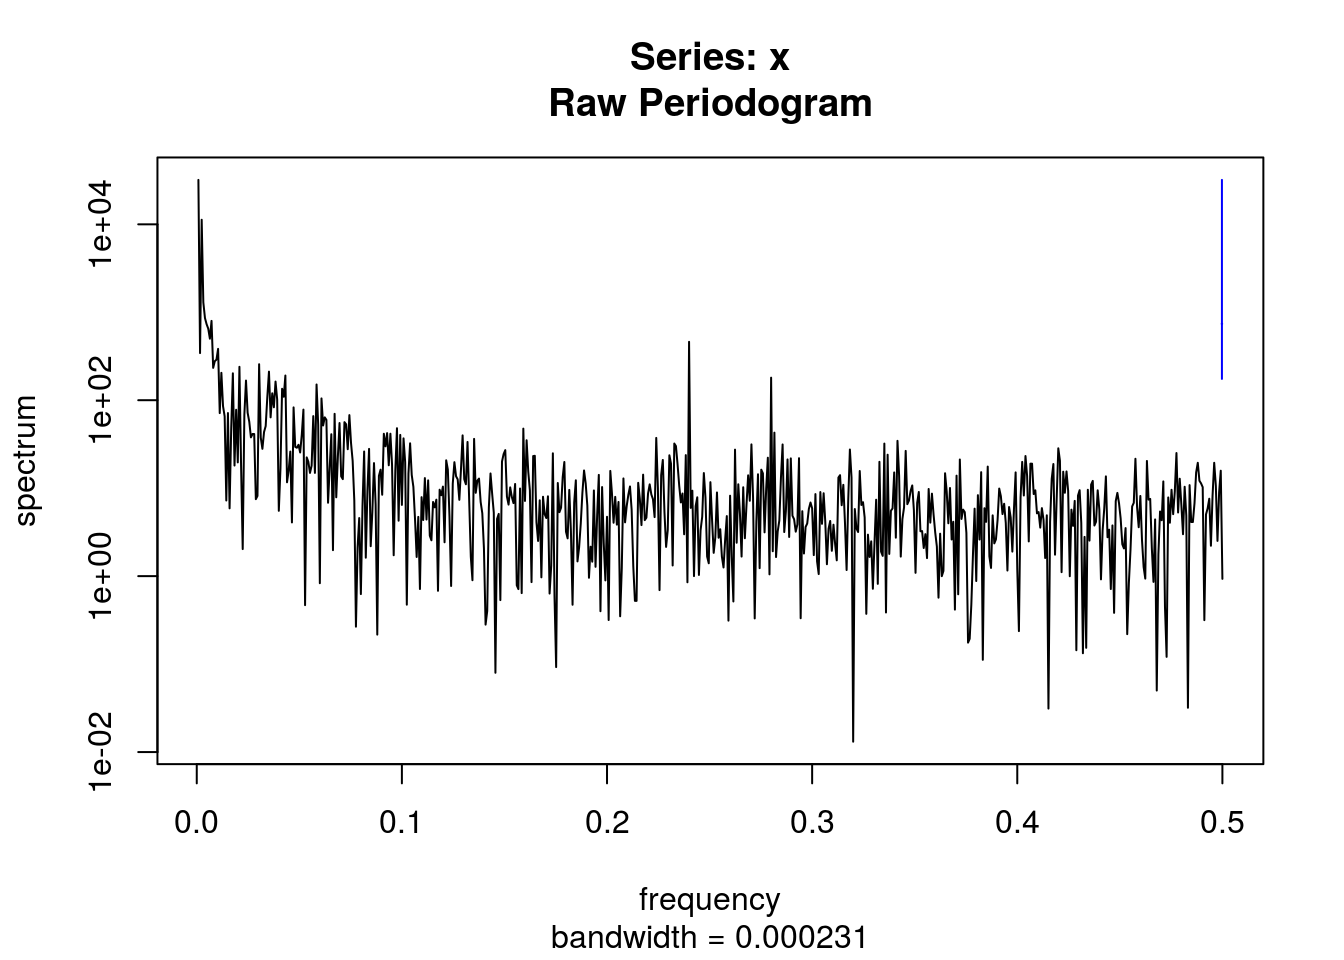 Series: x
Raw Periodogram
spectrum
1e+04
1e+02
1e+00
1e-02
0.0 0.1 0.2 0.3 0.4 0.5
frequency
bandwidth = 0.000231